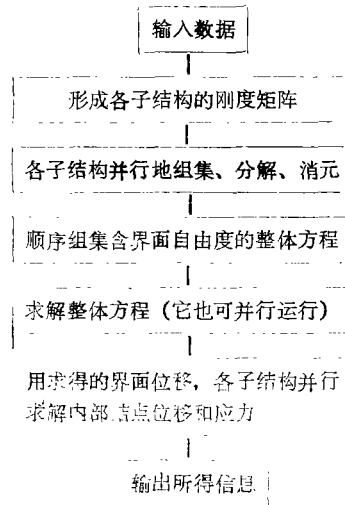 输入数据
形成各子结构的刚度矩阵
各子结构并行地组集、分解、消元
顺序组集含界面自由度的整体方程
求解整体方程（它也可并行运行）
用求得的界面位移，各子结构并行
求解内部结点位移和应力
输出所得信息